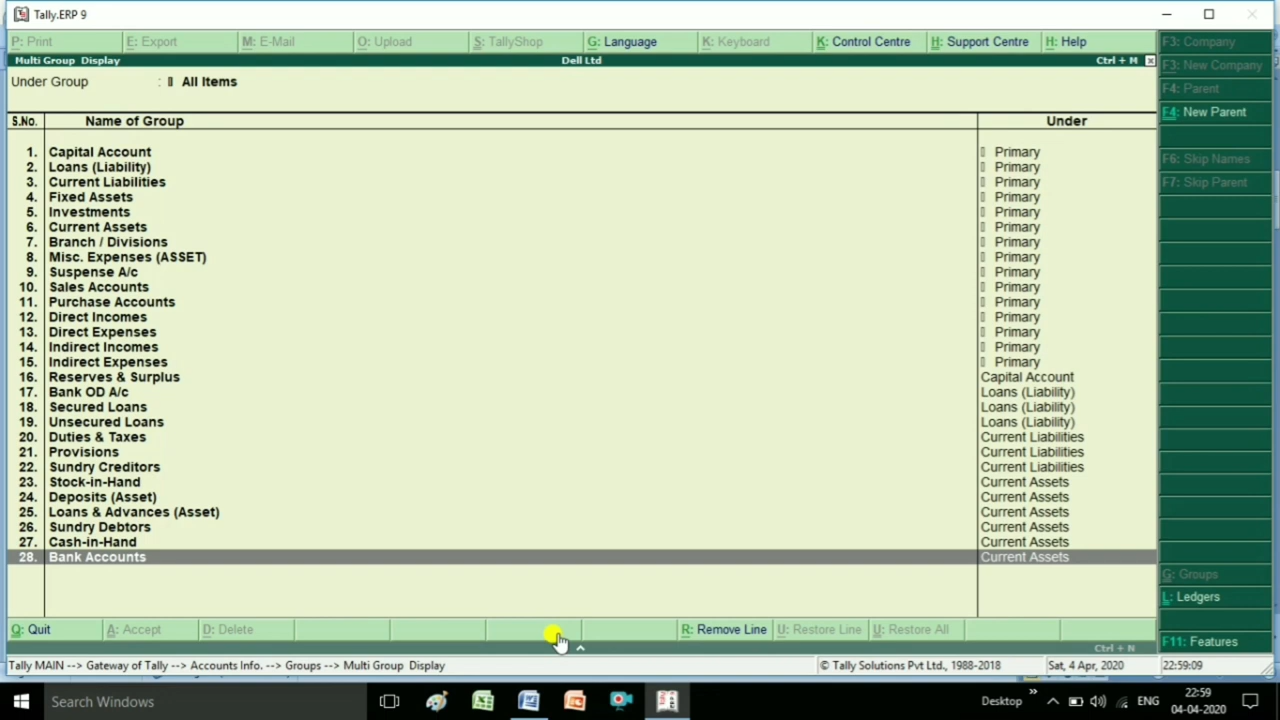 Tally.ERP 9
P: Print E: Export M: E-Mail O: Upload S: TallyShop G: Language K: Keyboard K: Control Centre H: Support Centre H: Help
Multi Group Display Dell Ltd Ctrl + M
Under Group : All Items
S.No. Name of Group Under
1. Capital Account Primary
2. Loans (Liability) Primary
3. Current Liabilities Primary
4. Fixed Assets Primary
5. Investments Primary
6. Current Assets Primary
7. Branch / Divisions Primary
8. Misc. Expenses (ASSET) Primary
9. Suspense A/c Primary
10. Sales Accounts Primary
11. Purchase Accounts Primary
12. Direct Incomes Primary
13. Direct Expenses Primary
14. Indirect Incomes Primary
15. Indirect Expenses Primary
16. Reserves & Surplus Capital Account
17. Bank OD A/c Loans (Liability)
18. Secured Loans Loans (Liability)
19. Unsecured Loans Loans (Liability)
20. Duties & Taxes Current Liabilities
21. Provisions Current Liabilities
22. Sundry Creditors Current Liabilities
23. Stock-in-Hand Current Assets
24. Deposits (Asset) Current Assets
25. Loans & Advances (Asset) Current Assets
26. Sundry Debtors Current Assets
27. Cash-in-Hand Current Assets
28. Bank Accounts Current Assets
F3: Company
F3: New Company
F4: Parent
F4: New Parent
F6: Skip Names
F7: Skip Parent
G: Groups
L: Ledgers
F11: Features
Q: Quit A: Accept D: Delete R: Remove Line U: Restore Line U: Restore All
Ctrl + N
Tally MAIN --> Gateway of Tally --> Accounts Info. --> Groups --> Multi Group Display © Tally Solutions Pvt Ltd., 1988-2018 Sat, 4 Apr, 2020 22:59:09
Search Windows Desktop ENG 22:59
04-04-2020